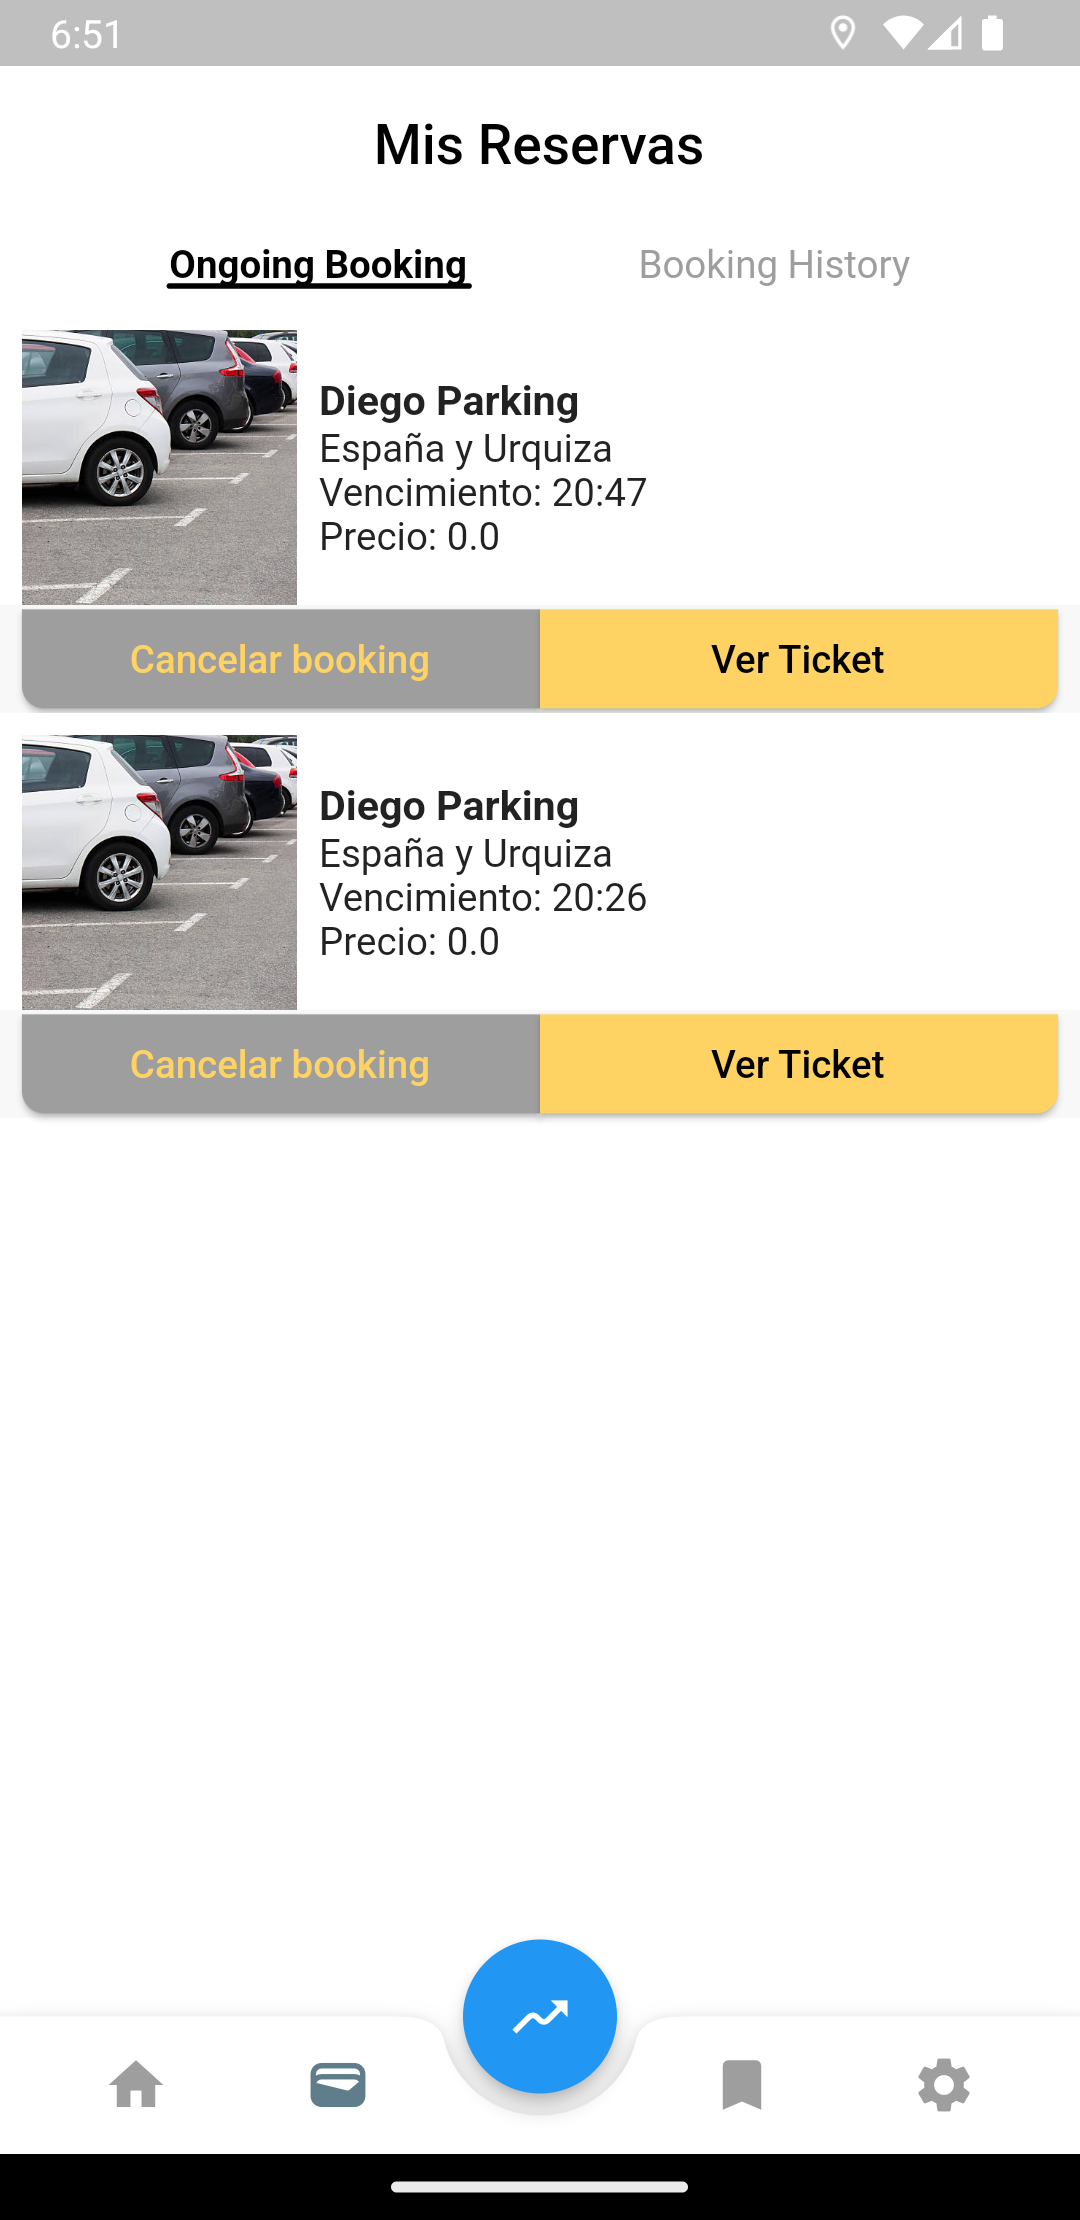 6:51
Mis Reservas
Ongoing Booking
Booking History
Diego Parking
España y Urquiza
Vencimiento: 20:47
Precio: 0.0
Cancelar booking
Ver Ticket
Diego Parking
España y Urquiza
Vencimiento: 20:26
Precio: 0.0
Cancelar booking
Ver Ticket